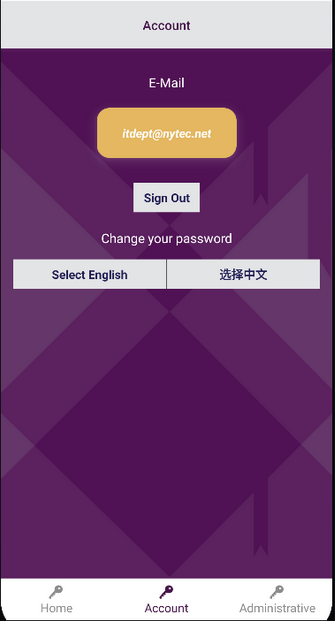 Account
E-Mail
itdept@nytec.net
Sign Out
Change your password
Select English 选择中文
Home Account Administrative